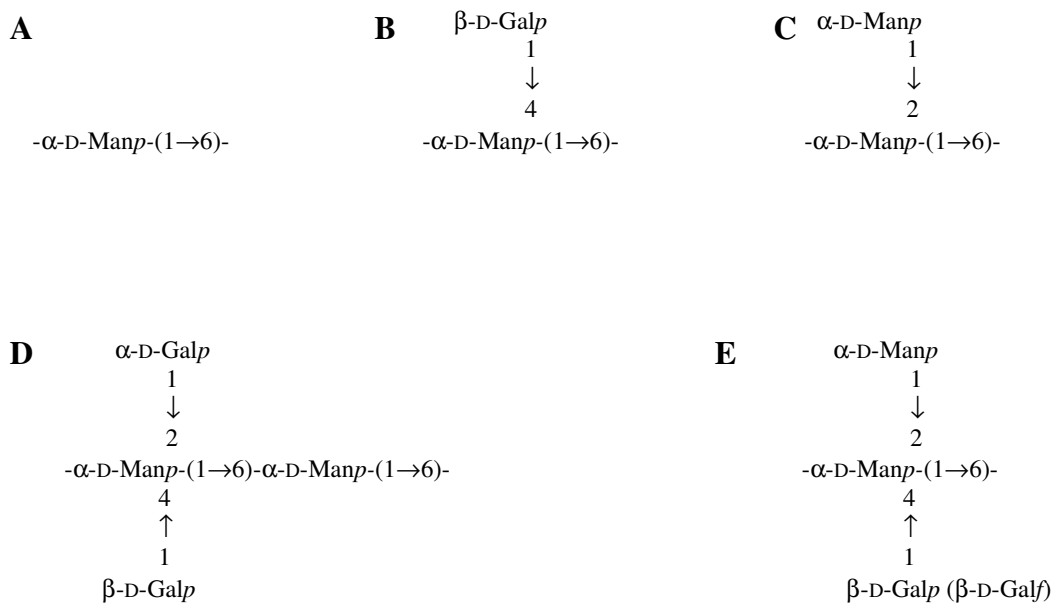 A B β-D-Galp C α-D-Manp
1 1
↓ ↓
4 2
-α-D-Manp-(1→6)- -α-D-Manp-(1→6)- -α-D-Manp-(1→6)-
D α-D-Galp E α-D-Manp
1 1
↓ ↓
2 2
-α-D-Manp-(1→6)-α-D-Manp-(1→6)- -α-D-Manp-(1→6)-
4 4
↑ ↑
1 1
β-D-Galp β-D-Galp (β-D-Galf)